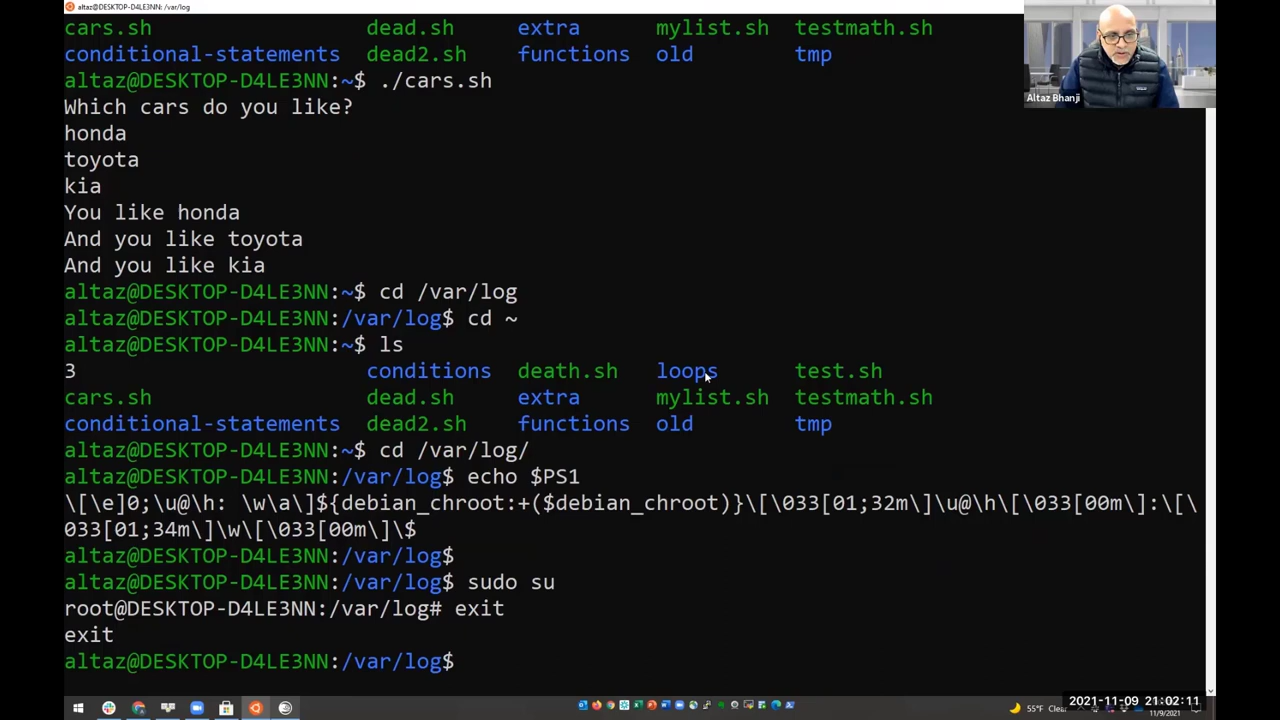 altaz@DESKTOP-D4LE3NN: /var/log
cars.sh dead.sh extra mylist.sh testmath.sh
conditional-statements dead2.sh functions old tmp
altaz@DESKTOP-D4LE3NN:~$ ./cars.sh
Which cars do you like?
honda
toyota
kia
You like honda
And you like toyota
And you like kia
altaz@DESKTOP-D4LE3NN:~$ cd /var/log
altaz@DESKTOP-D4LE3NN:/var/log$ cd ~
altaz@DESKTOP-D4LE3NN:~$ ls
3 conditions death.sh loops test.sh
cars.sh dead.sh extra mylist.sh testmath.sh
conditional-statements dead2.sh functions old tmp
altaz@DESKTOP-D4LE3NN:~$ cd /var/log/
altaz@DESKTOP-D4LE3NN:/var/log$ echo $PS1
\[\e]0;\u@\h: \w\a\]${debian_chroot:+($debian_chroot)}\[\033[01;32m\]\u@\h\[\033[00m\]:\[\
033[01;34m\]\w\[\033[00m\]\$
altaz@DESKTOP-D4LE3NN:/var/log$
altaz@DESKTOP-D4LE3NN:/var/log$ sudo su
root@DESKTOP-D4LE3NN:/var/log# exit
exit
altaz@DESKTOP-D4LE3NN:/var/log$
Altaz Bhanji
55°F Clear
2021-11-09 21:02:11
11/9/2021